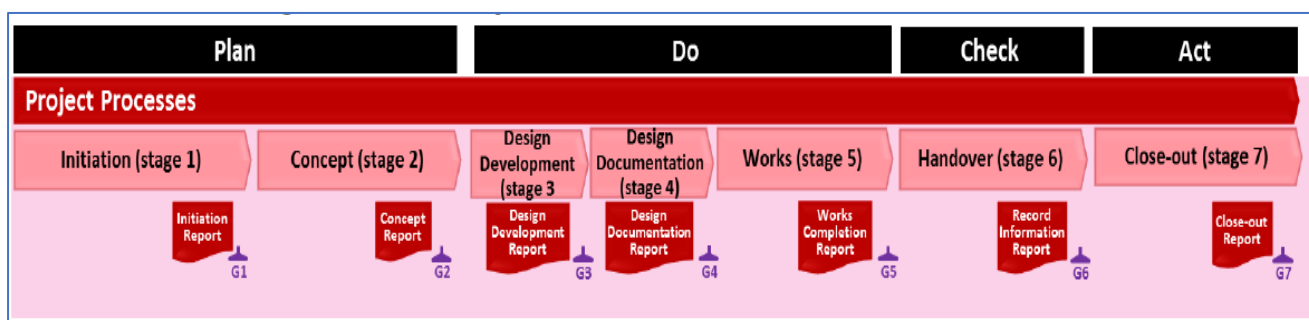 Plan
Do
Check
Act
Project Processes
Initiation (stage 1)
Concept (stage 2)
Design
Development
(stage 3
Design
Documentation
(stage 4)
Works (stage 5)
Handover (stage 6)
Close-out (stage 7)
Initiation
Report
G1
Concept
Report
G2
Design
Development
Report
G3
Design
Documentation
Report
G4
Works
Completion
Report
G5
Record
Information
Report
G6
Close-out
Report
G7